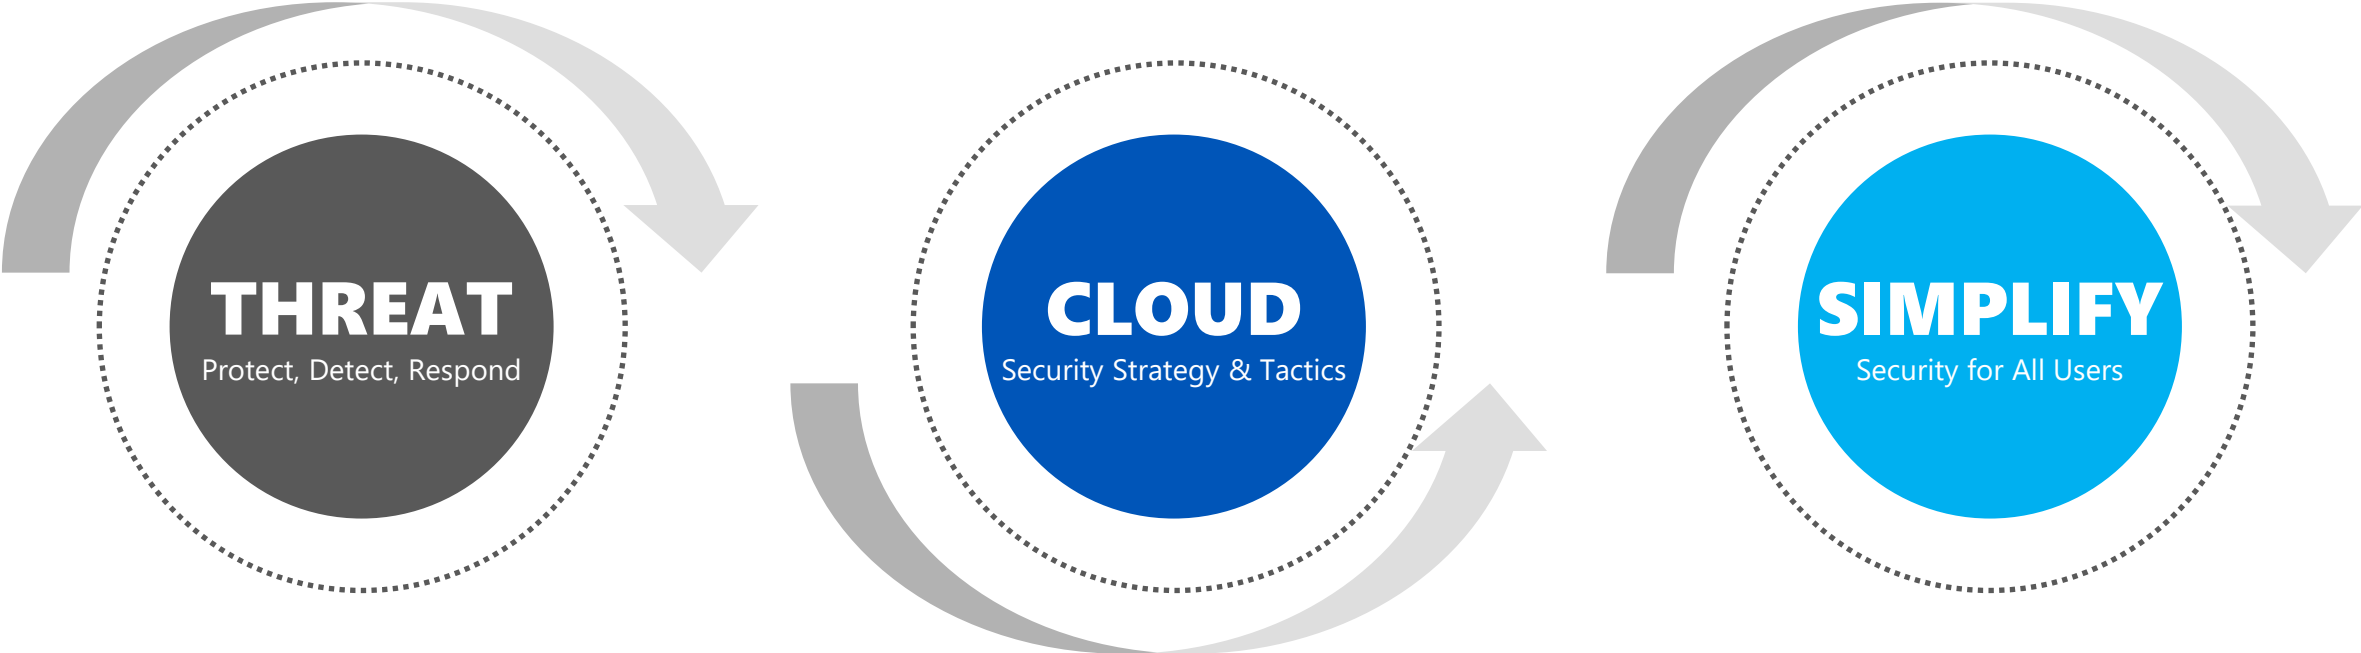 THREAT
Protect, Detect, Respond
CLOUD
Security Strategy & Tactics
SIMPLIFY
Security for All Users